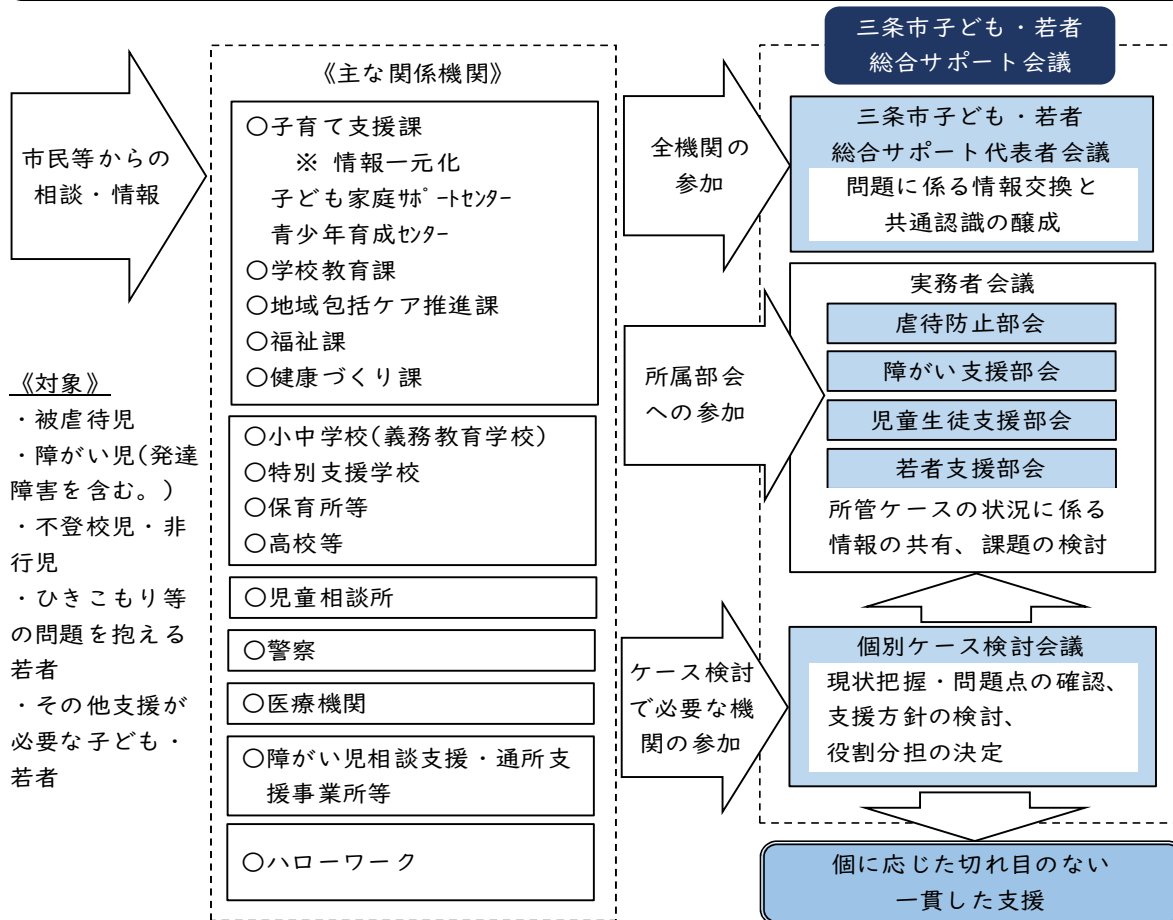 市民等からの
相談・情報
《対象》
・被虐待児
・障がい児(発達
障害を含む。)
・不登校児・非
行児
・ひきこもり等
の問題を抱える
若者
・その他支援が
必要な子ども・
若者
《主な関係機関》
○子育て支援課
※ 情報一元化
子ども家庭ｻﾎﾟｰﾄｾﾝﾀｰ
青少年育成ｾﾝﾀｰ
○学校教育課
○地域包括ケア推進課
○福祉課
○健康づくり課
○小中学校(義務教育学校)
○特別支援学校
○保育所等
○高校等
○児童相談所
○警察
○医療機関
○障がい児相談支援・通所支
援事業所等
○ハローワーク
全機関の
参加
所属部会
への参加
ケース検討
で必要な機
関の参加
三条市子ども・若者
総合サポート会議
三条市子ども・若者
総合サポート代表者会議
問題に係る情報交換と
共通認識の醸成
実務者会議
虐待防止部会
障がい支援部会
児童生徒支援部会
若者支援部会
所管ケースの状況に係る
情報の共有、課題の検討
個別ケース検討会議
現状把握・問題点の確認、
支援方針の検討、
役割分担の決定
個に応じた切れ目のない
一貫した支援